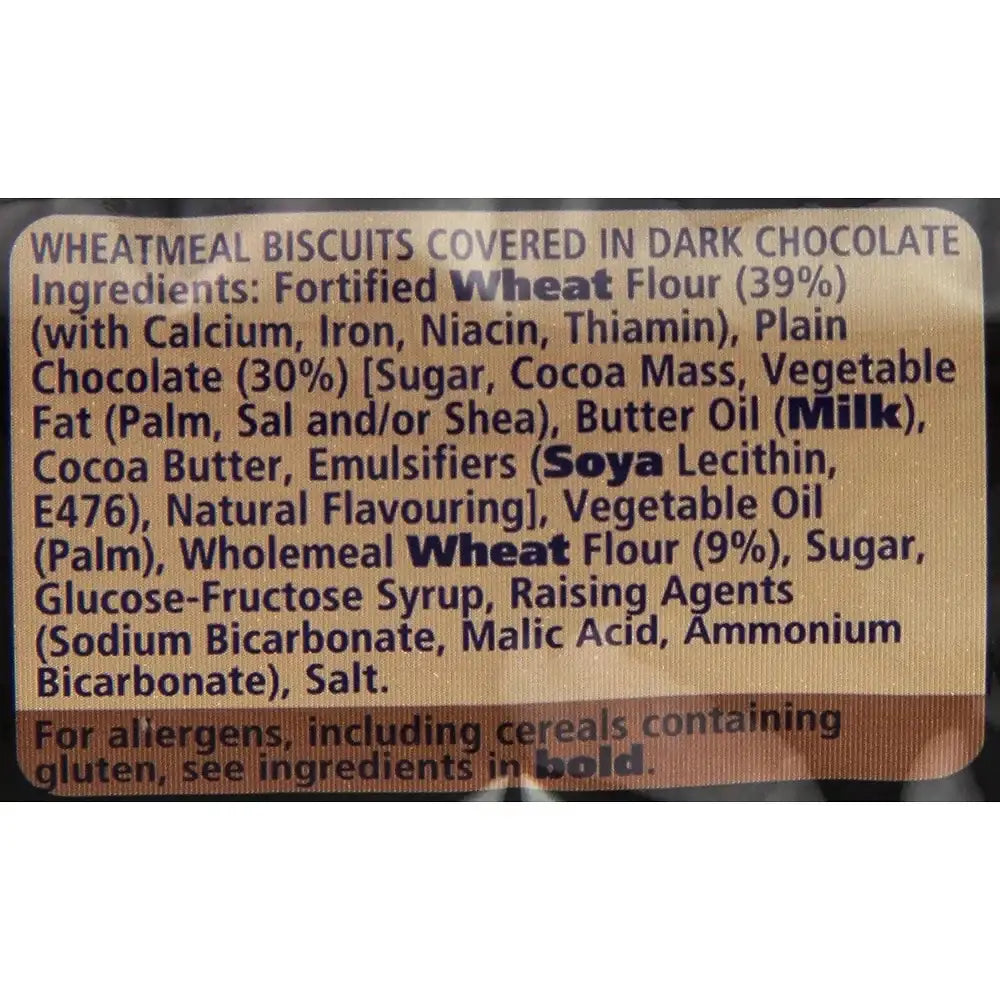 WHEATMEAL BISCUITS COVERED IN DARK CHOCOLATE
Ingredients: Fortified Wheat Flour (39%)
(with Calcium, Iron, Niacin, Thiamin), Plain
Chocolate (30%) [Sugar, Cocoa Mass, Vegetable
Fat (Palm, Sal and/or Shea), Butter Oil (Milk),
Cocoa Butter, Emulsifiers (Soya Lecithin,
E476), Natural Flavouring], Vegetable Oil
(Palm), Wholemeal Wheat Flour (9%), Sugar,
Glucose-Fructose Syrup, Raising Agents
(Sodium Bicarbonate, Malic Acid, Ammonium
Bicarbonate), Salt.
For allergens, including cereals containing
gluten, see ingredients in bold.